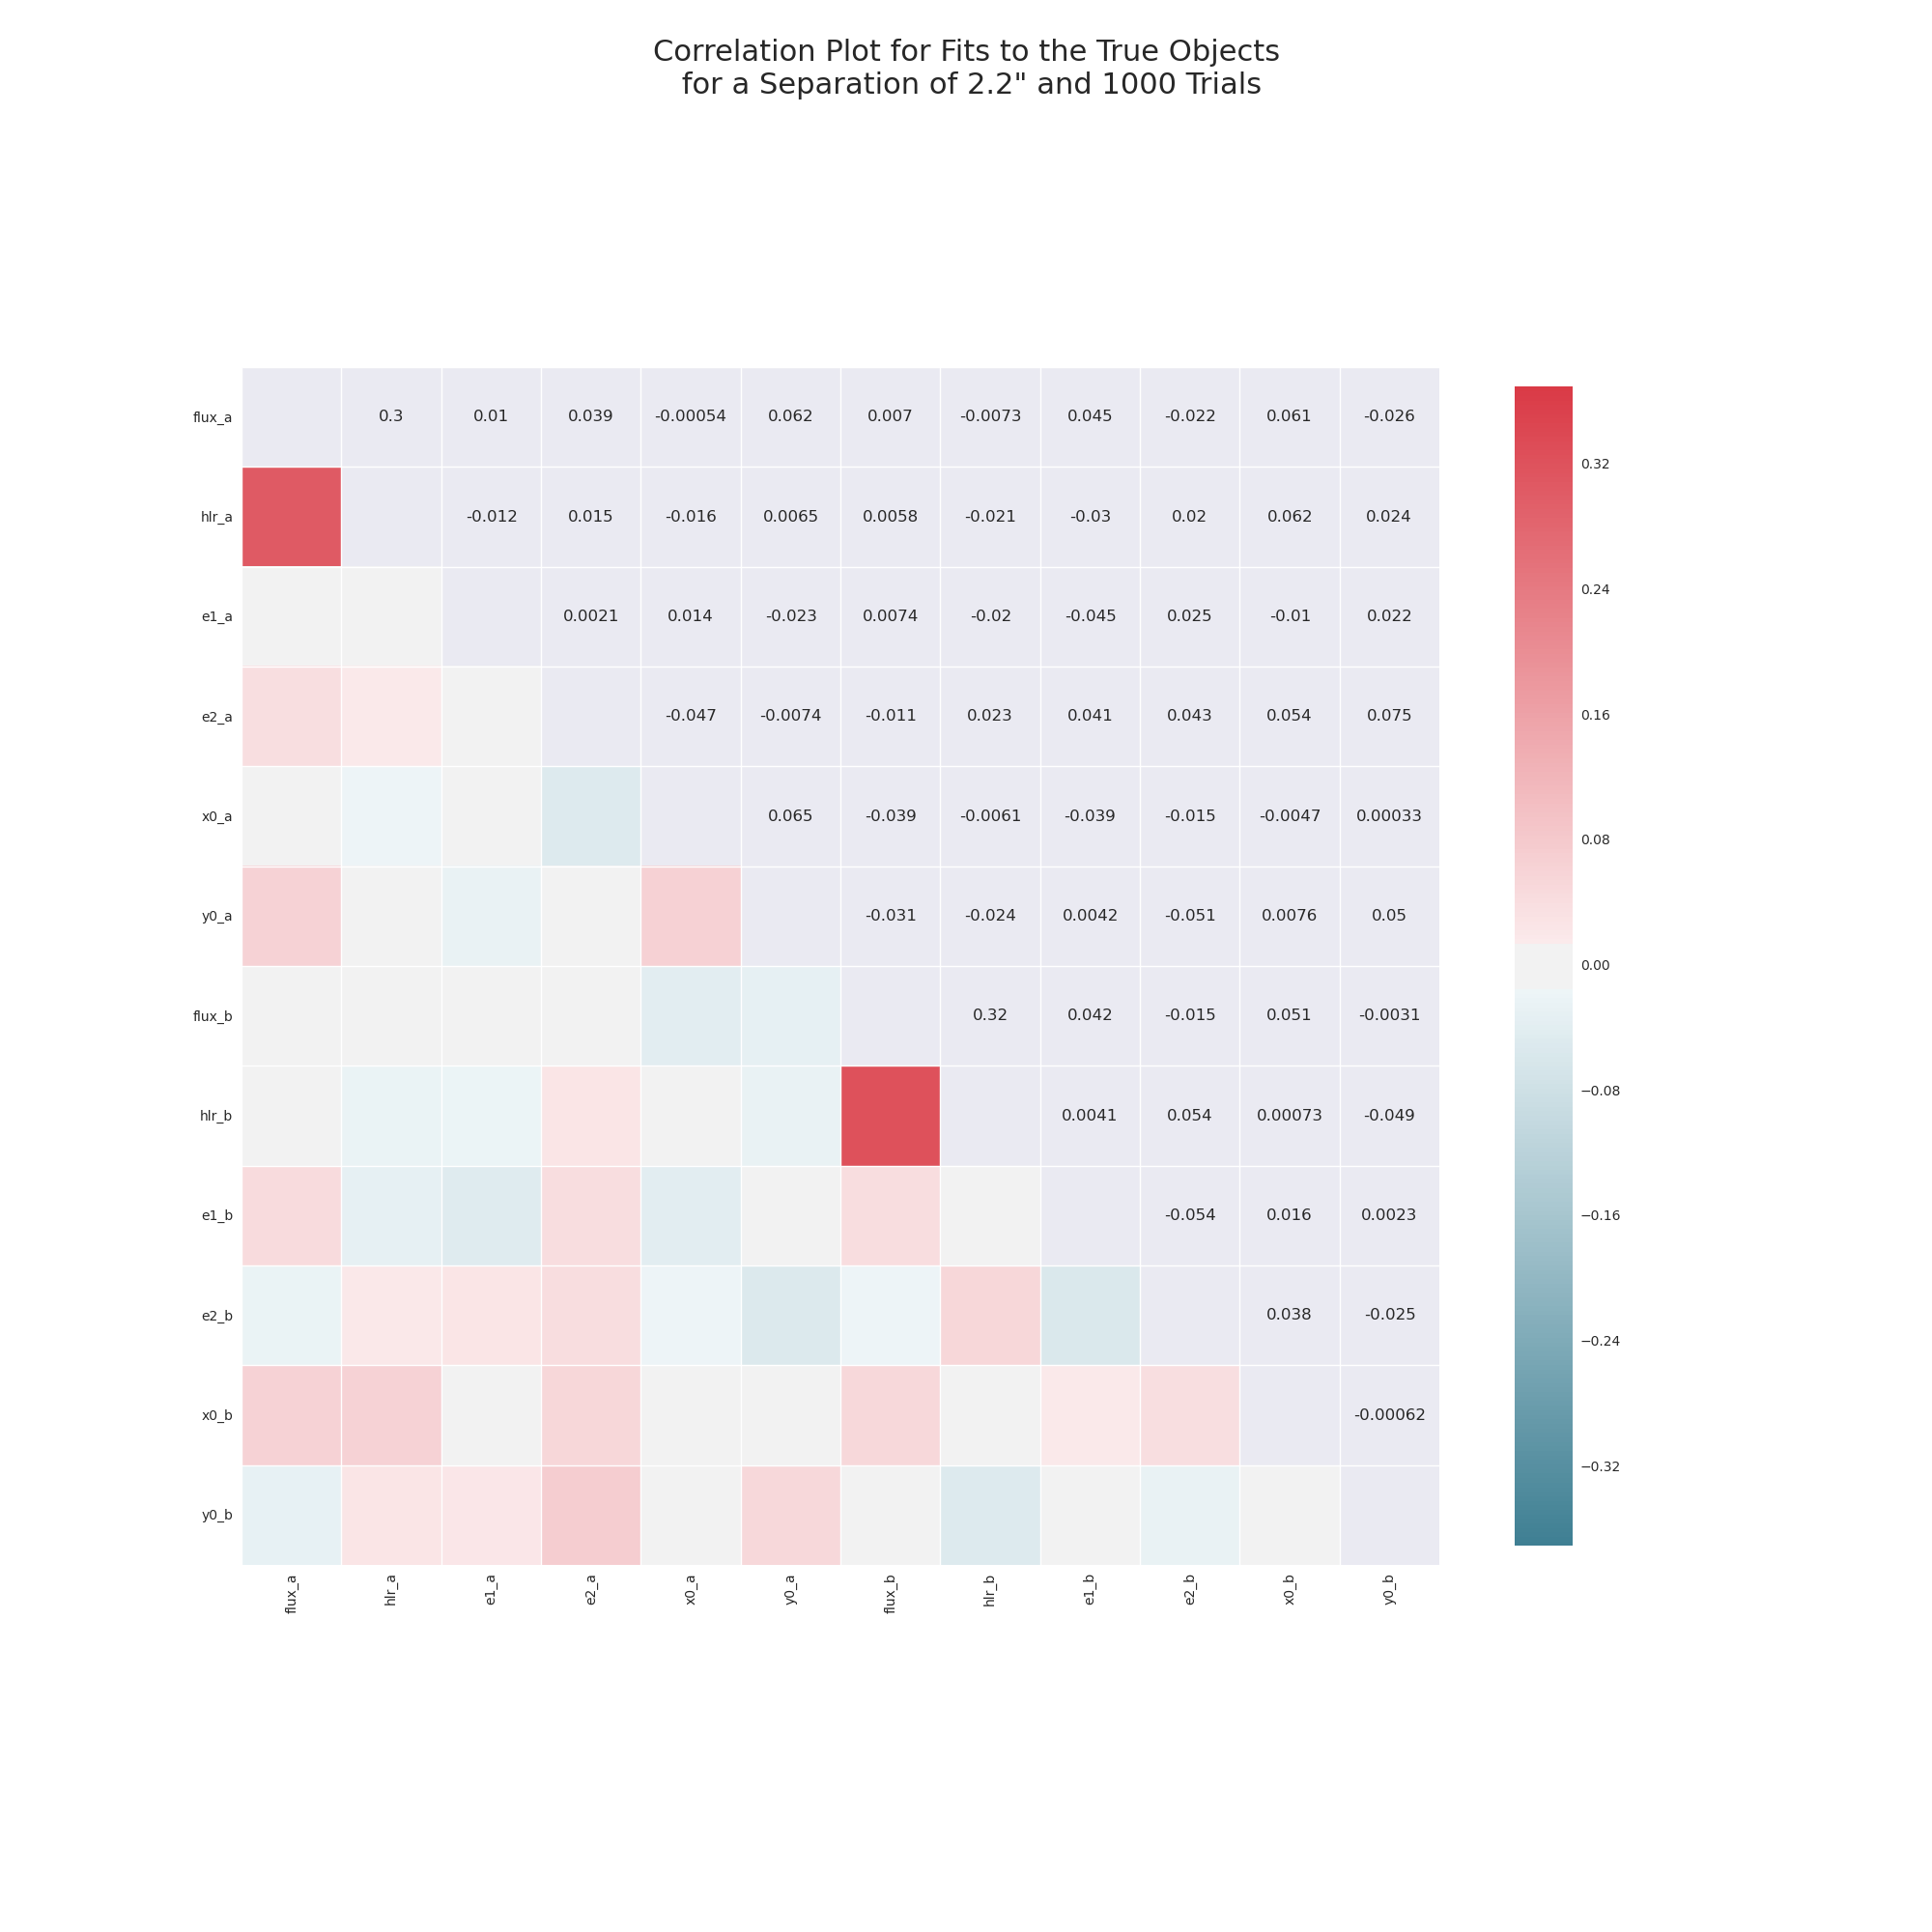 Correlation Plot for Fits to the True Objects
for a Separation of 2.2" and 1000 Trials
flux_a 0.3 0.01 0.039 -0.00054 0.062 0.007 -0.0073 0.045 -0.022 0.061 -0.026
hlr_a -0.012 0.015 -0.016 0.0065 0.0058 -0.021 -0.03 0.02 0.062 0.024
e1_a 0.0021 0.014 -0.023 0.0074 -0.02 -0.045 0.025 -0.01 0.022
e2_a -0.047 -0.0074 -0.011 0.023 0.041 0.043 0.054 0.075
x0_a 0.065 -0.039 -0.0061 -0.039 -0.015 -0.0047 0.00033
y0_a -0.031 -0.024 0.0042 -0.051 0.0076 0.05
flux_b 0.32 0.042 -0.015 0.051 -0.0031
hlr_b 0.0041 0.054 0.00073 -0.049
e1_b -0.054 0.016 0.0023
e2_b 0.038 -0.025
x0_b -0.00062
y0_b
flux_a hlr_a e1_a e2_a x0_a y0_a flux_b hlr_b e1_b e2_b x0_b y0_b
0.32
0.24
0.16
0.08
0.00
−0.08
−0.16
−0.24
−0.32